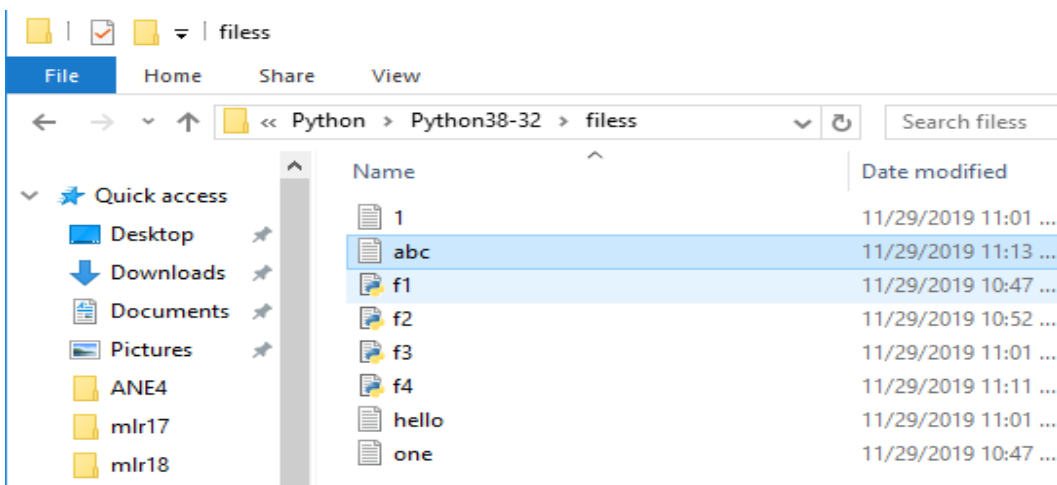 filess
File Home Share View
« Python > Python38-32 > filess Search filess
Name Date modified
Quick access
Desktop
Downloads
Documents
Pictures
ANE4
mlr17
mlr18
1 11/29/2019 11:01 ...
abc 11/29/2019 11:13 ...
f1 11/29/2019 10:47 ...
f2 11/29/2019 10:52 ...
f3 11/29/2019 11:01 ...
f4 11/29/2019 11:11 ...
hello 11/29/2019 11:01 ...
one 11/29/2019 10:47 ...